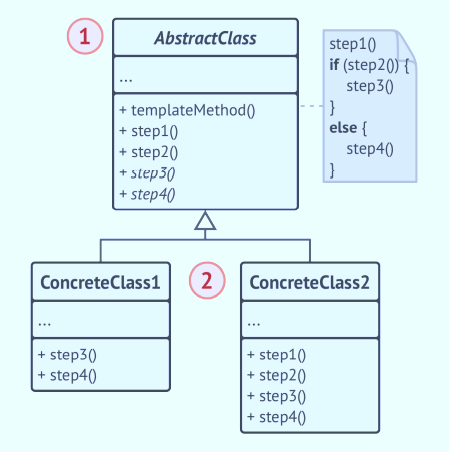 1
AbstractClass
...
+ templateMethod()
+ step1()
+ step2()
+ step3()
+ step4()
step1()
if (step2()) {
step3()
}
else {
step4()
}
2
ConcreteClass1
...
+ step3()
+ step4()
ConcreteClass2
...
+ step1()
+ step2()
+ step3()
+ step4()